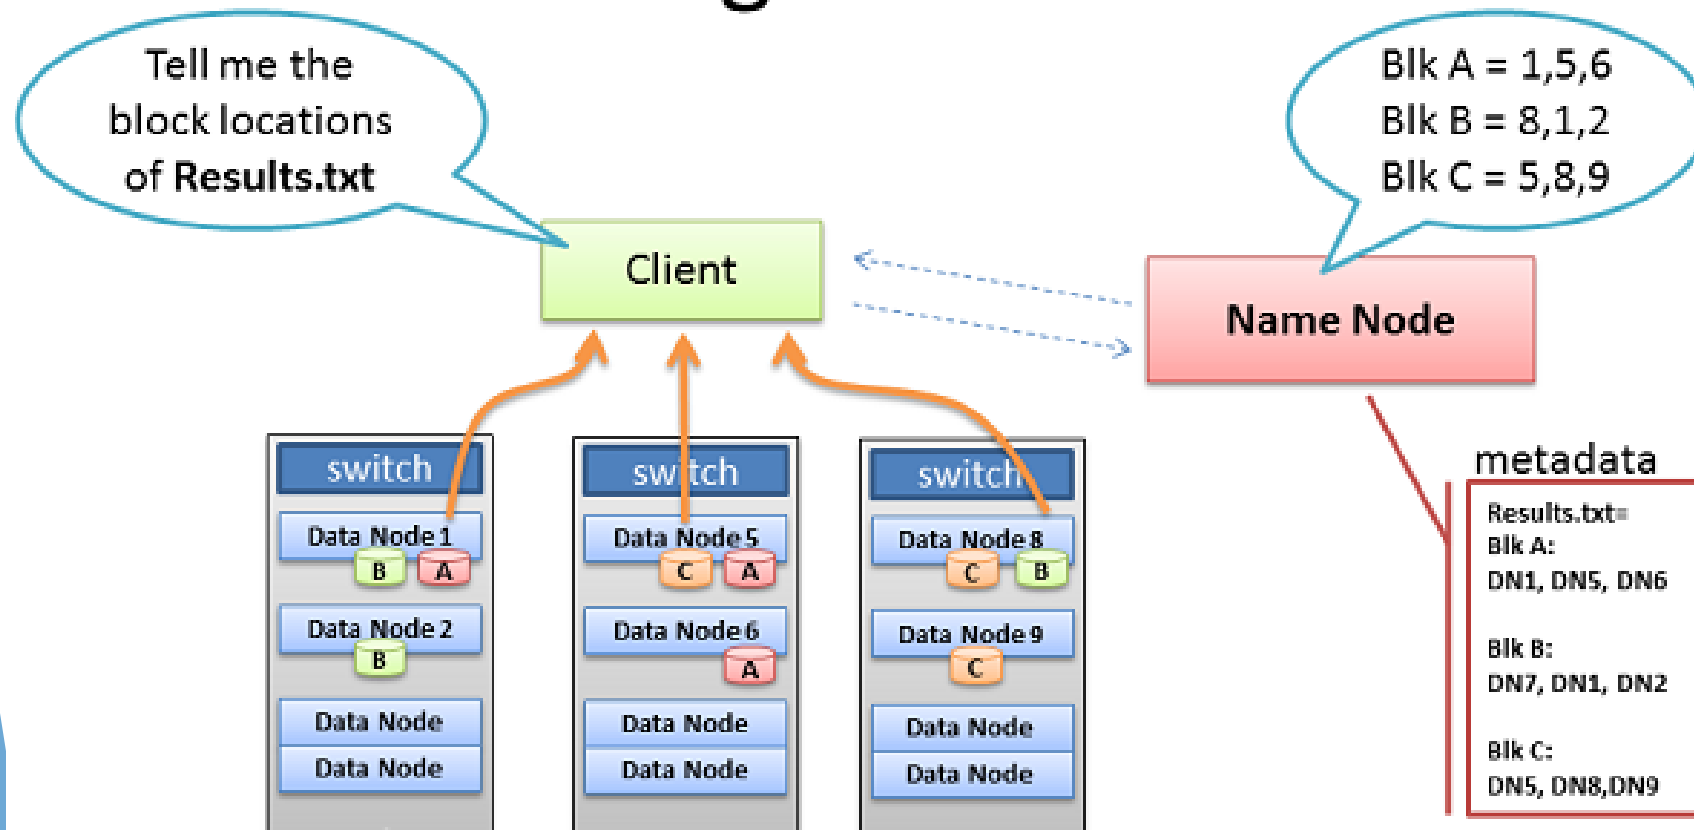 Tell me the
block locations
of Results.txt
Blk A = 1,5,6
Blk B = 8,1,2
Blk C = 5,8,9
Client
Name Node
switch
Data Node 1
B A
Data Node 2
B
Data Node
Data Node
switch
Data Node 5
C A
Data Node 6
A
Data Node
Data Node
switch
Data Node 8
C B
Data Node 9
C
Data Node
Data Node
metadata
Results.txt=
Blk A:
DN1, DN5, DN6
Blk B:
DN7, DN1, DN2
Blk C:
DN5, DN8,DN9